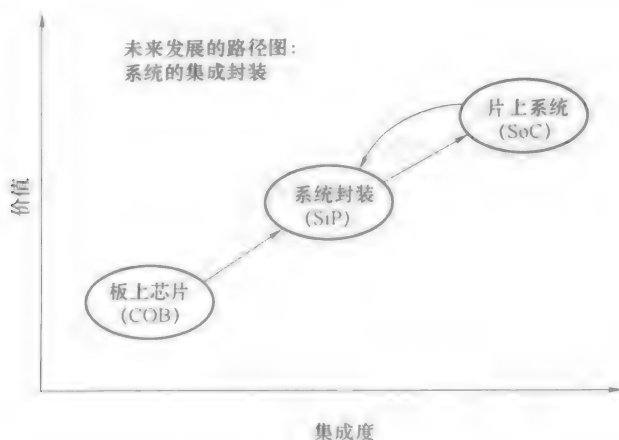 未来发展的路径图:
系统的集成封装
片上系统
(SoC)
系统封装
(SiP)
板上芯片
(COB)
价值
集成度